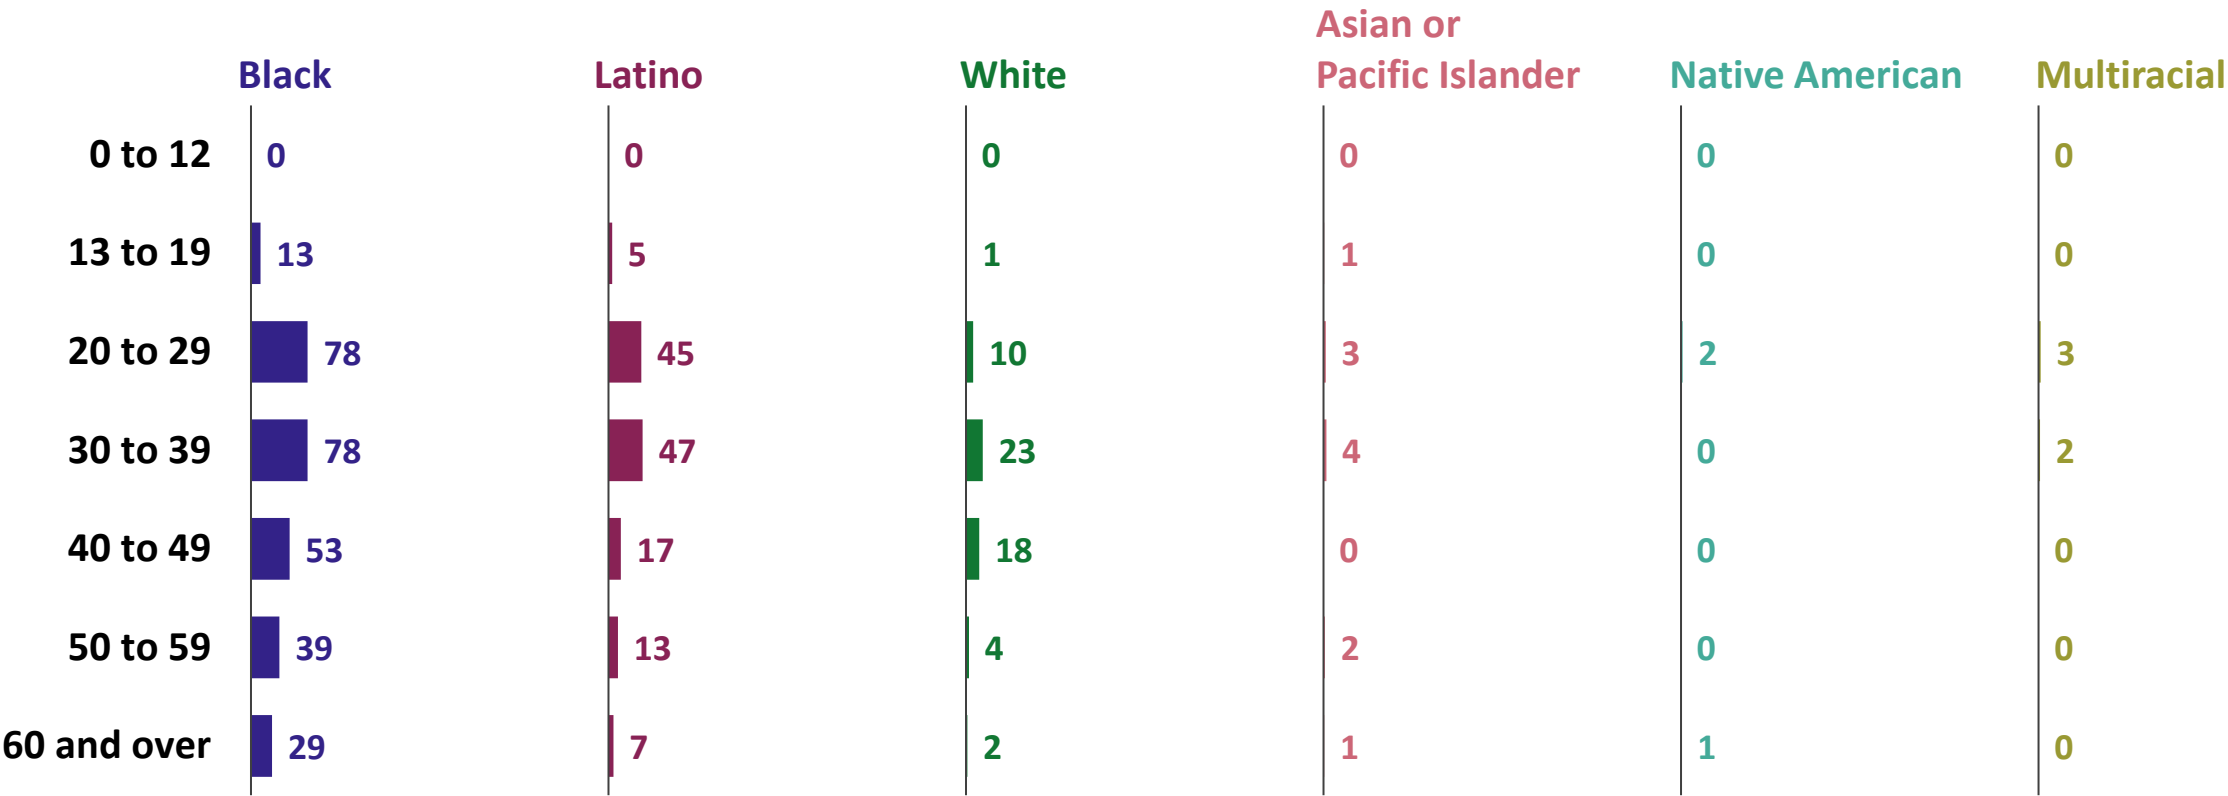 Asian or
Black Latino White Pacific Islander Native American Multiracial
0 to 12 0 0 0 0 0 0
13 to 19 13 5 1 1 0 0
20 to 29 78 45 10 3 2 3
30 to 39 78 47 23 4 0 2
40 to 49 53 17 18 0 0 0
50 to 59 39 13 4 2 0 0
60 and over 29 7 2 1 1 0